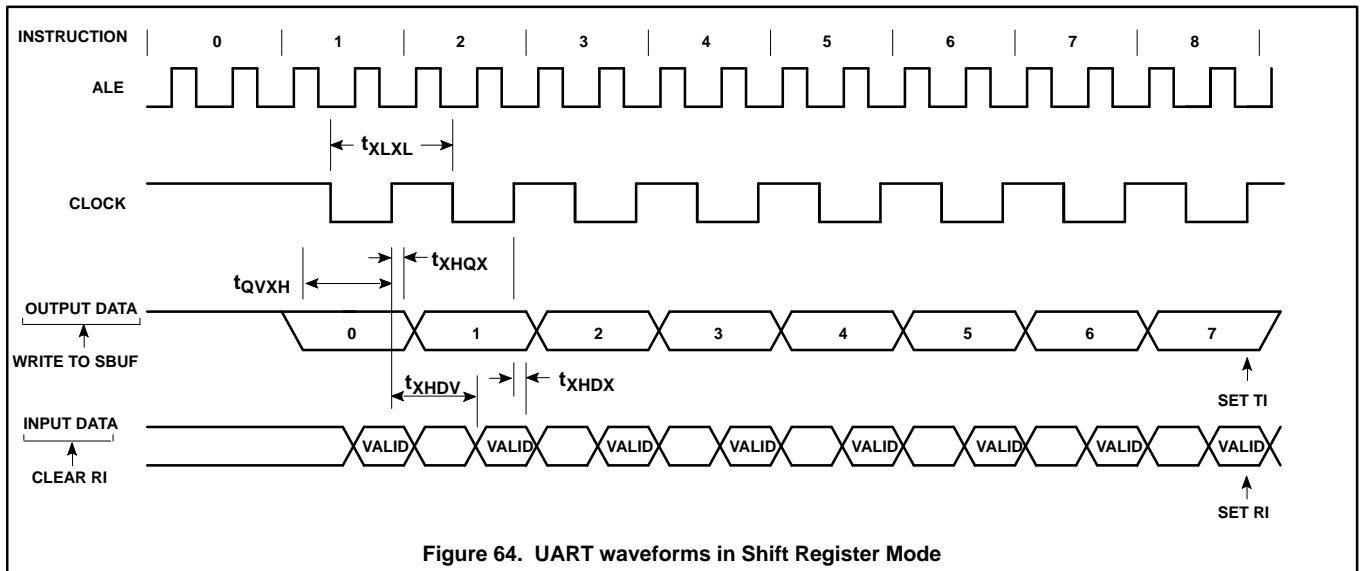 INSTRUCTION 0 1 2 3 4 5 6 7 8
ALE
tXLXL
CLOCK
tXHQX
tQVXH
OUTPUT DATA
0 1 2 3 4 5 6 7
WRITE TO SBUF
tXHDV tXHDX
SET TI
INPUT DATA
VALID VALID VALID VALID VALID VALID VALID VALID
CLEAR RI
SET RI
Figure 64. UART waveforms in Shift Register Mode